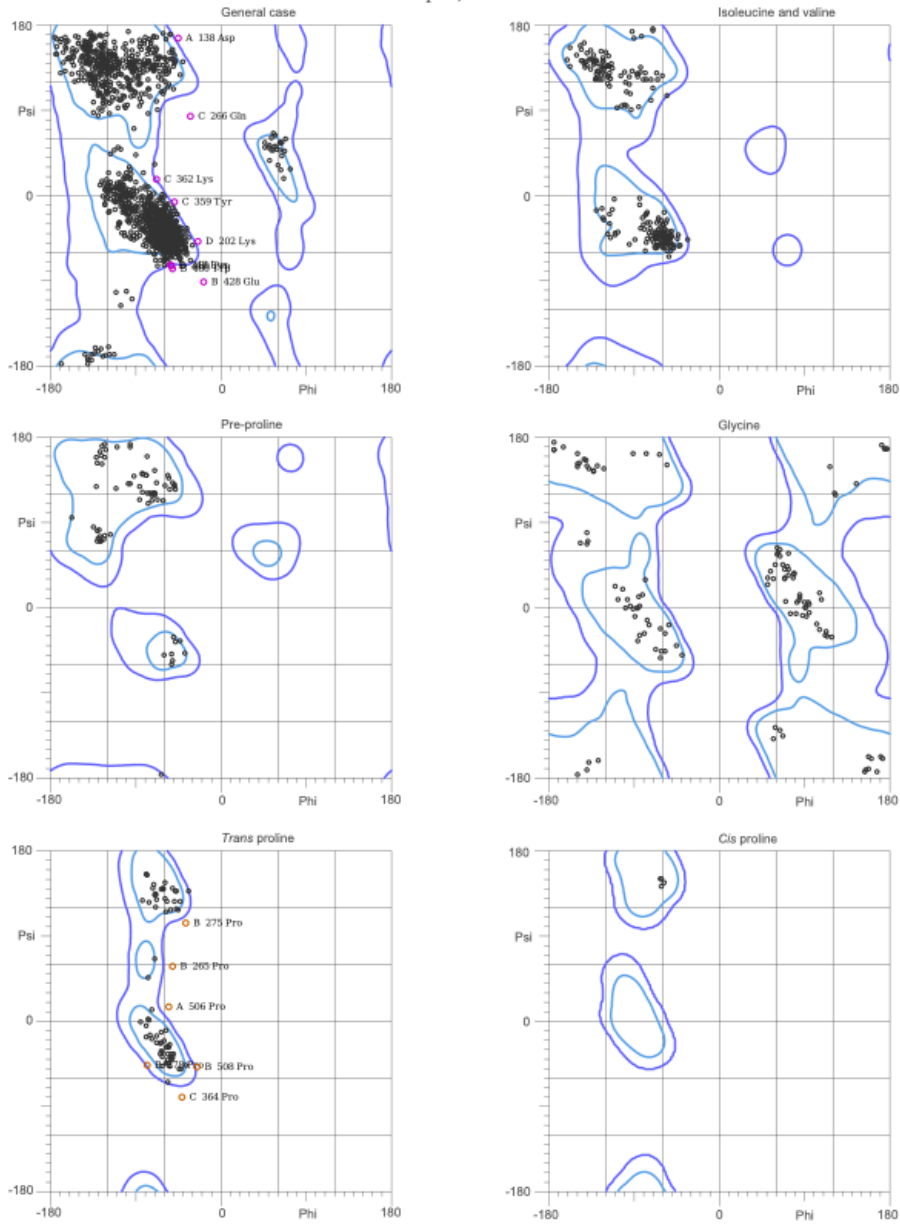 General case
Isoleucine and valine
180
A 138 Asp
180
Psi
C 266 Gln
Psi
C 362 Lys
0
C 359 Tyr
0
D 202 Lys
B 428 Glu
-180
-180
-180
0
Phi
180
-180
0
Phi
180
Pre-proline
Glycine
180
180
Psi
Psi
0
0
-180
-180
-180
0
Phi
180
-180
0
Phi
180
Trans proline
Cis proline
180
180
B 275 Pro
Psi
Psi
B 265 Pro
A 506 Pro
0
0
B 508 Pro
C 364 Pro
-180
-180
-180
0
Phi
180
-180
0
Phi
180